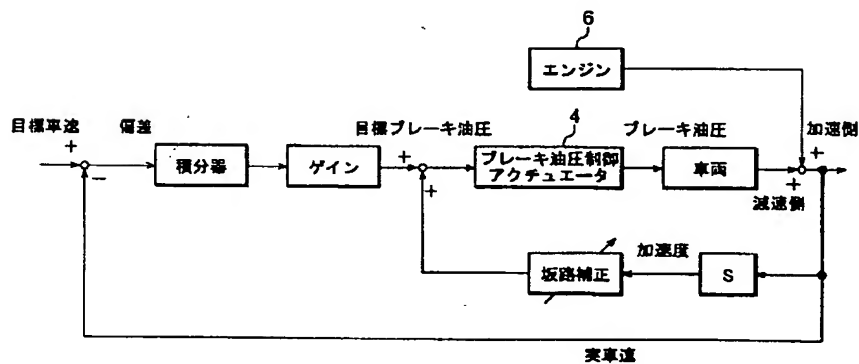 6
エンジン
目標車速
+
偏差
−
積分器
ゲイン
目標ブレーキ油圧
+
+
4
ブレーキ油圧制御
アクチュエータ
ブレーキ油圧
車両
加速側
+
+
減速側
坂路補正
加速度
S
実車速